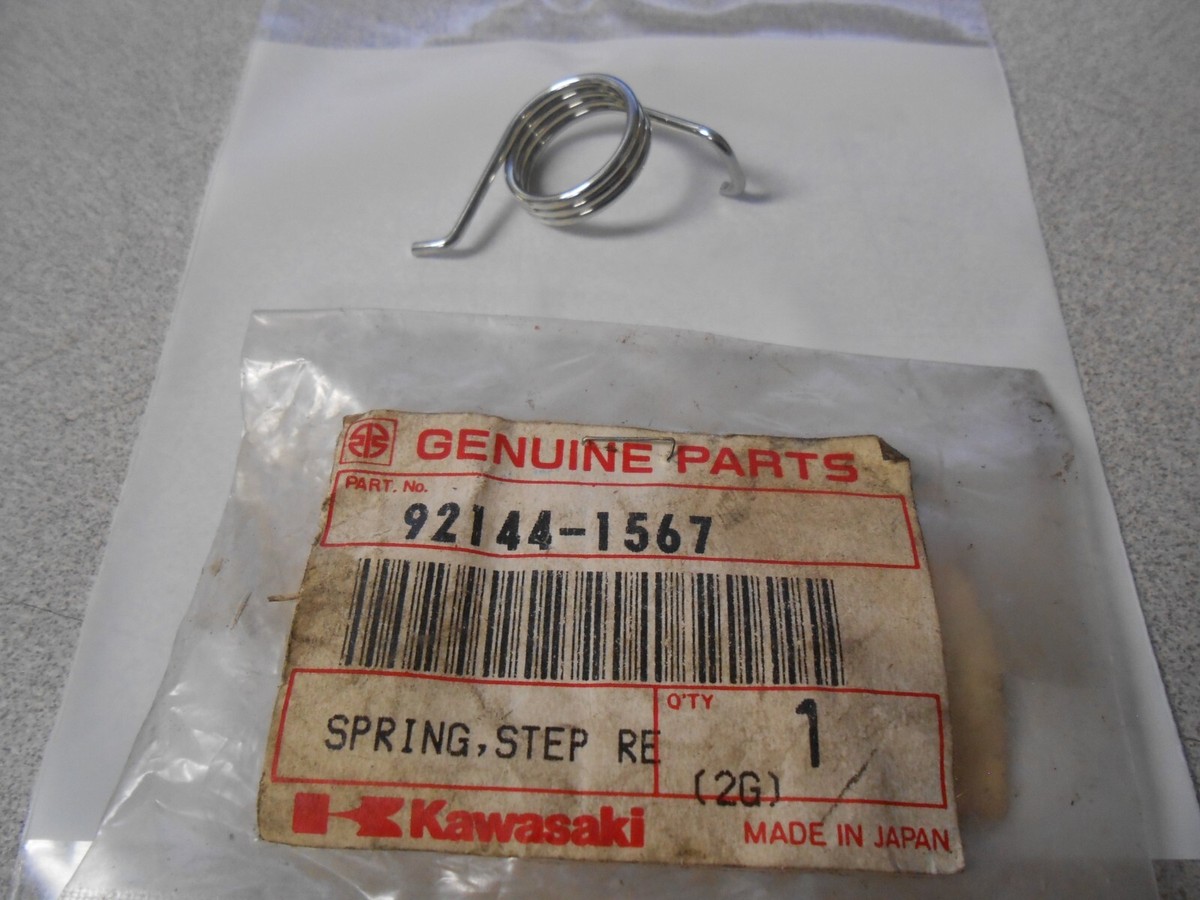 GENUINE PARTS
PART. No.
92144-1567
SPRING,STEP RE
Q'TY
1
(2G)
Kawasaki
MADE IN JAPAN